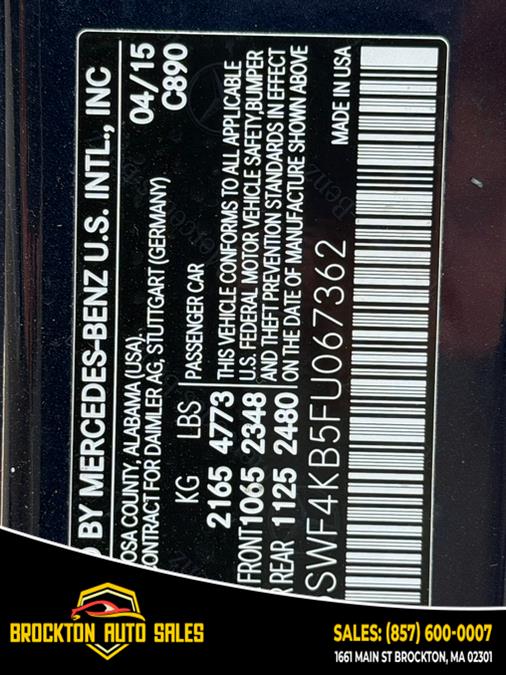 D BY MERCEDES-BENZ U.S. INTL., INC
OSA COUNTY, ALABAMA (USA),
04/15
CONTRACT FOR DAIMLER AG, STUTTGART (GERMANY)
C890
KG LBS PASSENGER CAR
2165 4773 THIS VEHICLE CONFORMS TO ALL APPLICABLE
U.S. FEDERAL MOTOR VEHICLE SAFETY, BUMPER
FRONT 1065 2348 AND THEFT PREVENTION STANDARDS IN EFFECT
REAR 1125 2480 ON THE DATE OF MANUFACTURE SHOWN ABOVE
SWF4KB5FU067362 MADE IN USA
BROCKTON AUTO SALES
SALES: (857) 600-0007
1661 MAIN ST BROCKTON, MA 02301